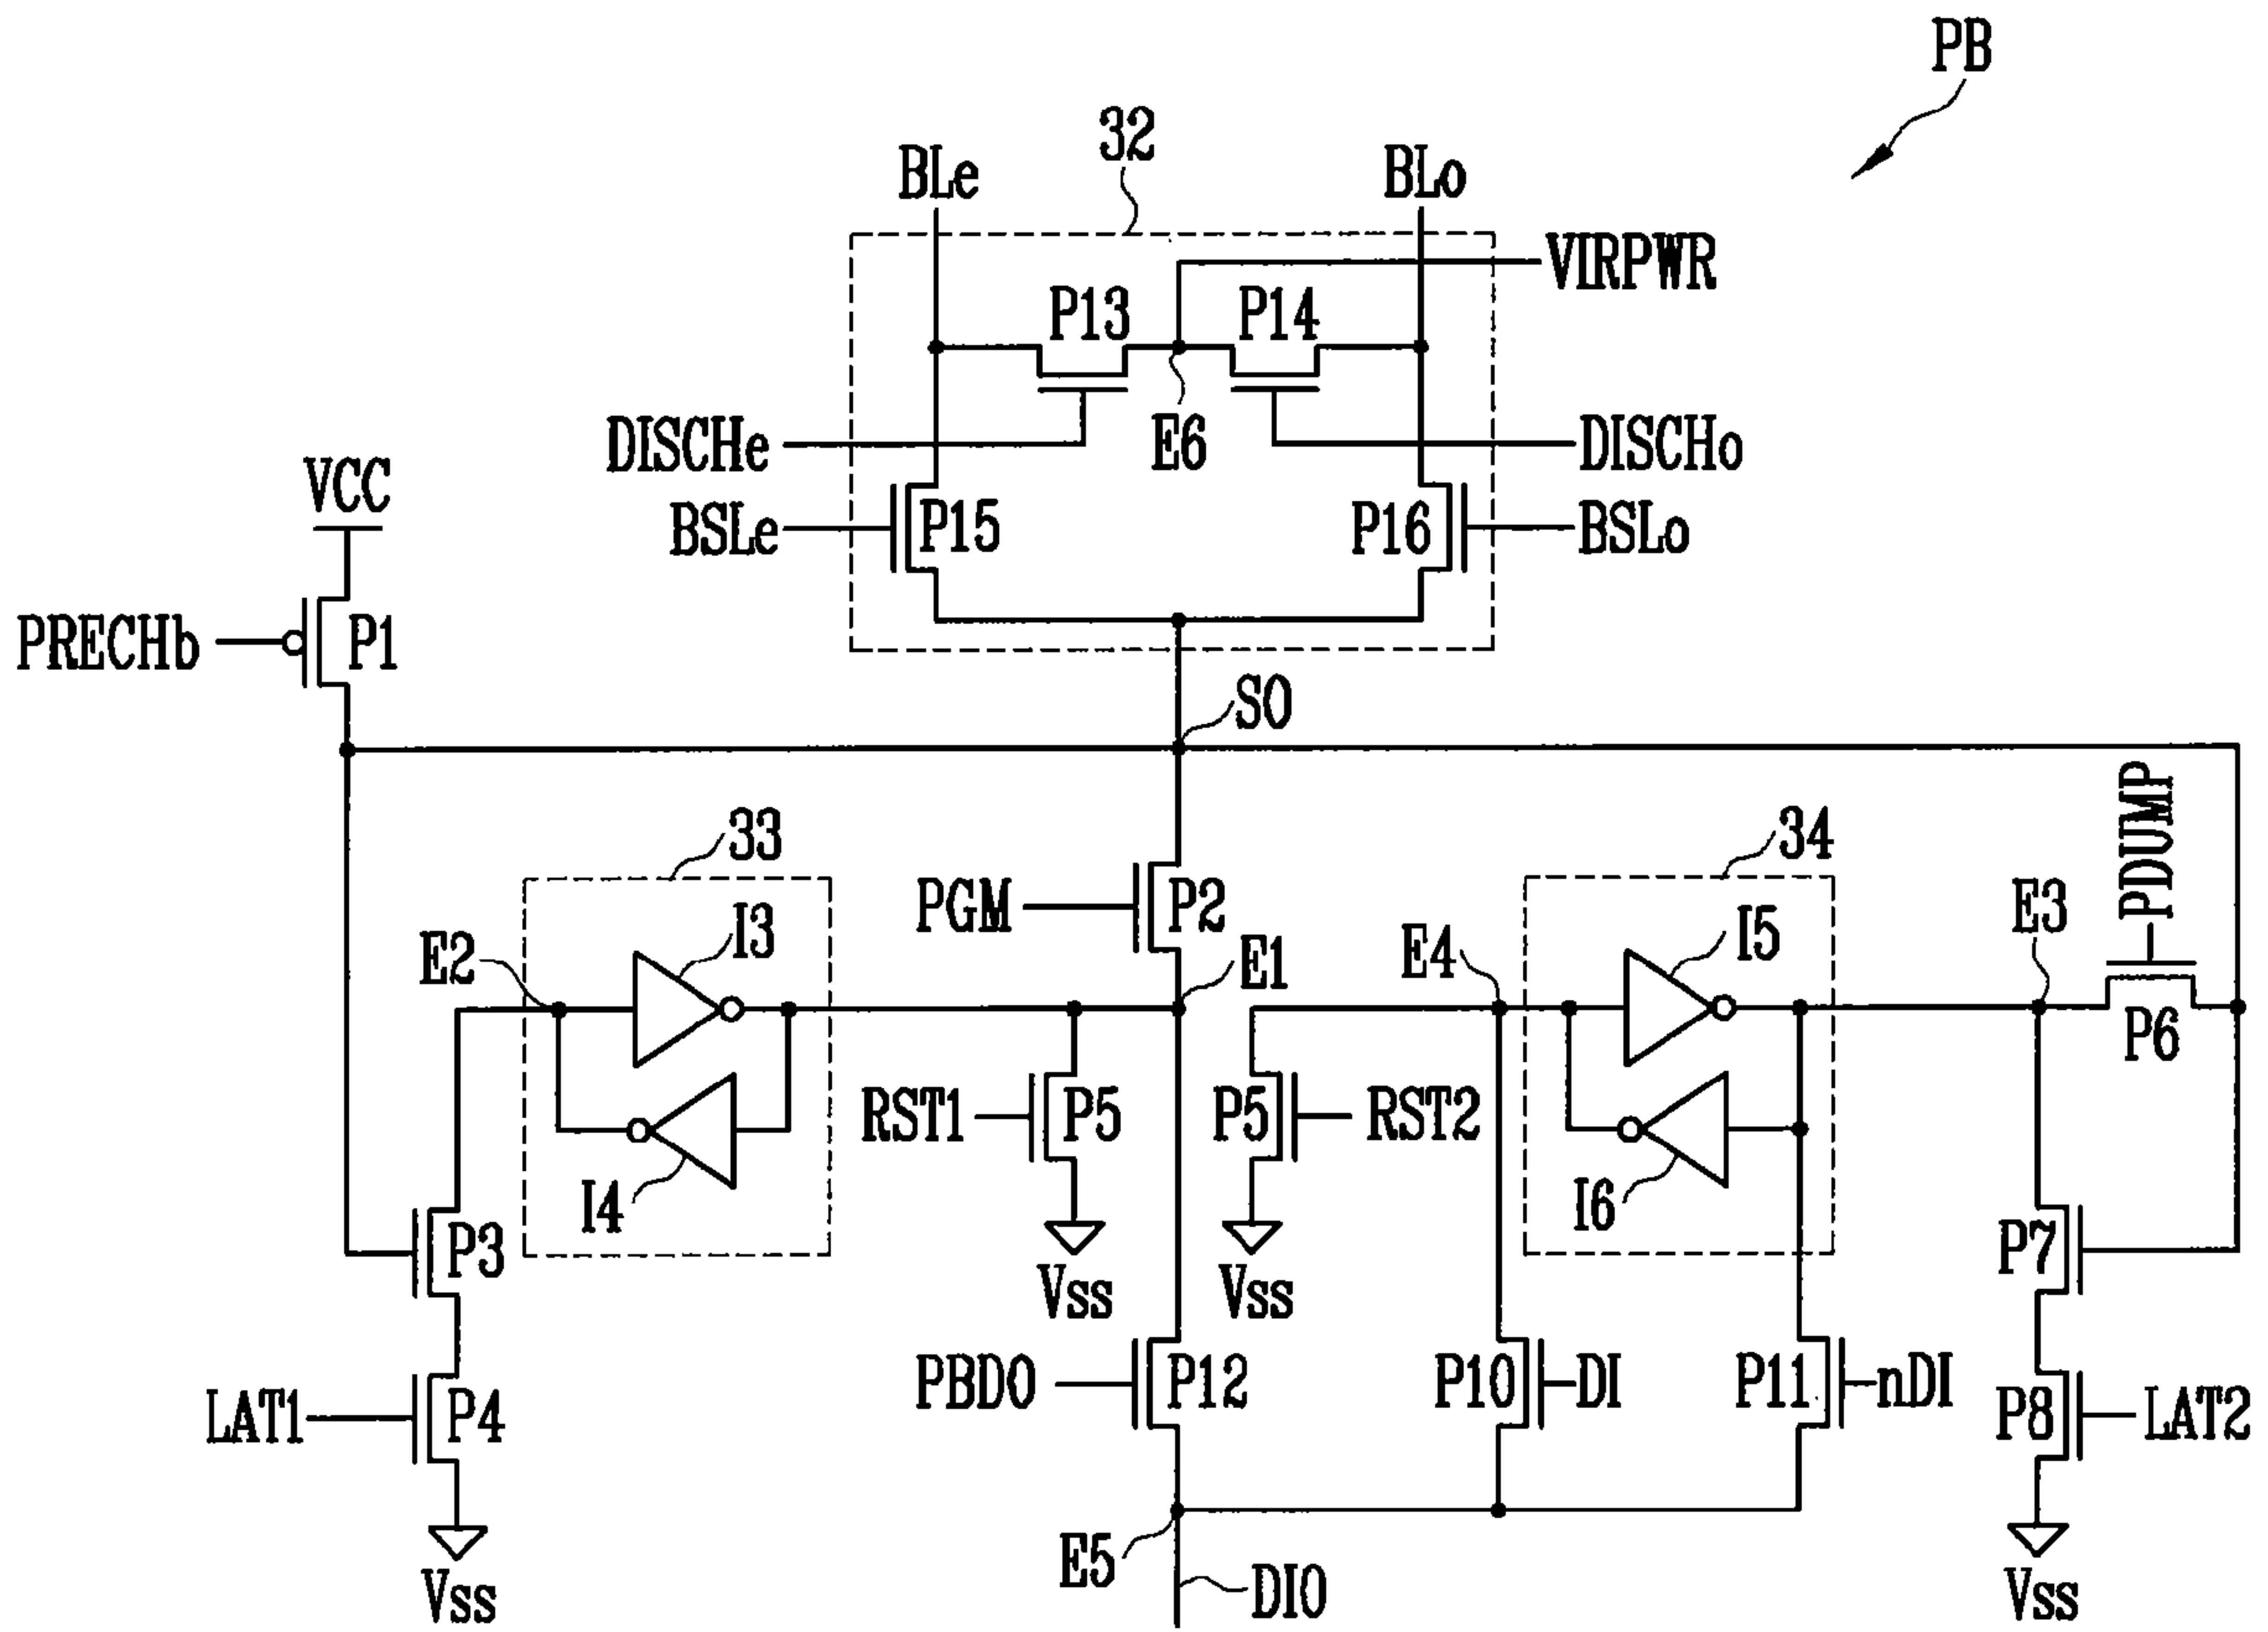 PB
32
BLe
BLo
VIRPWR
P13
P14
DISCHe
E6
DISCHo
VCC
BSLe
P15
P16
BSLo
PRECHb
P1
SO
PDUMP
33
34
PGM
P2
E3
E2
I3
E1
E4
I5
P6
RST1
P5
P5
RST2
I4
I6
P3
Vss
Vss
P7
PBDO
P12
P10
DI
P11
nDI
LAT1
P4
P8
LAT2
E5
DIO
Vss
Vss